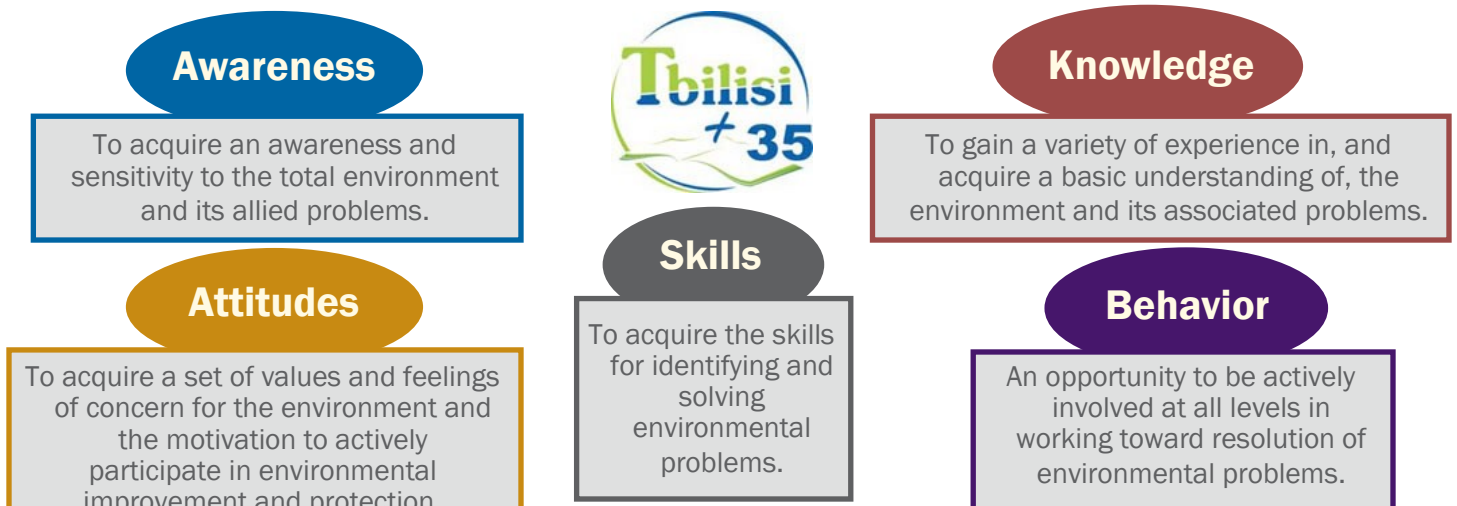 Awareness
To acquire an awareness and
sensitivity to the total environment
and its allied problems.
Tbilisi
+ 35
Knowledge
To gain a variety of experience in, and
acquire a basic understanding of, the
environment and its associated problems.
Attitudes
To acquire a set of values and feelings
of concern for the environment and
the motivation to actively
participate in environmental
improvement and protection
Skills
To acquire the skills
for identifying and
solving
environmental
problems.
Behavior
An opportunity to be actively
involved at all levels in
working toward resolution of
environmental problems.